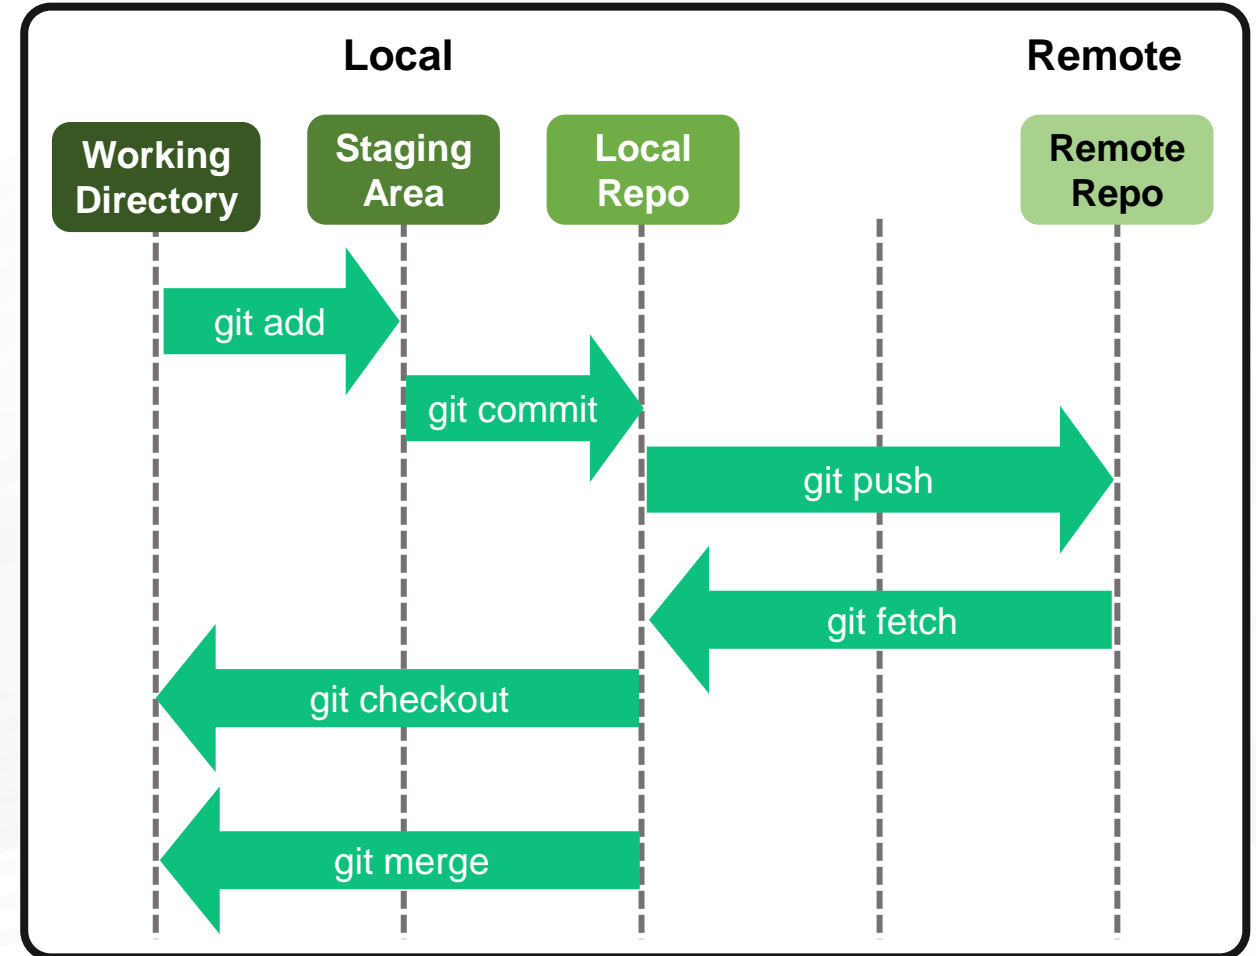 Local
Remote
Working
Directory
Staging
Area
Local
Repo
Remote
Repo
git add
git commit
git push
git fetch
git checkout
git merge